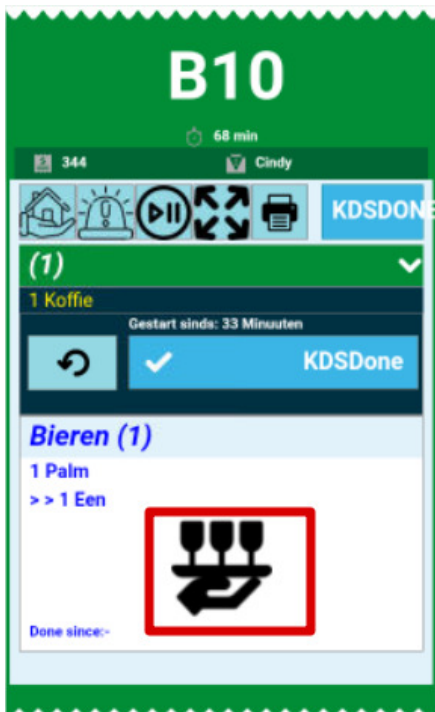 B10
68 min
344 Cindy
KDSDONE
(1)
1 Koffie
Gestart sinds: 33 Minuuten
KDSDone
Bieren (1)
1 Palm
> > 1 Een
Done since:-